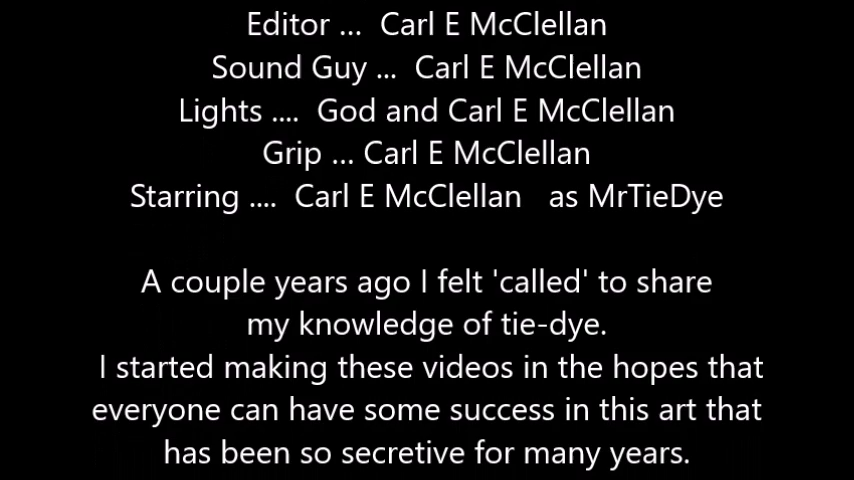 Editor ...  Carl E McClellan
Sound Guy ...  Carl E McClellan
Lights ....  God and Carl E McClellan
Grip ... Carl E McClellan
Starring ....  Carl E McClellan   as MrTieDye
A couple years ago I felt 'called' to share
my knowledge of tie-dye.
I started making these videos in the hopes that
everyone can have some success in this art that
has been so secretive for many years.